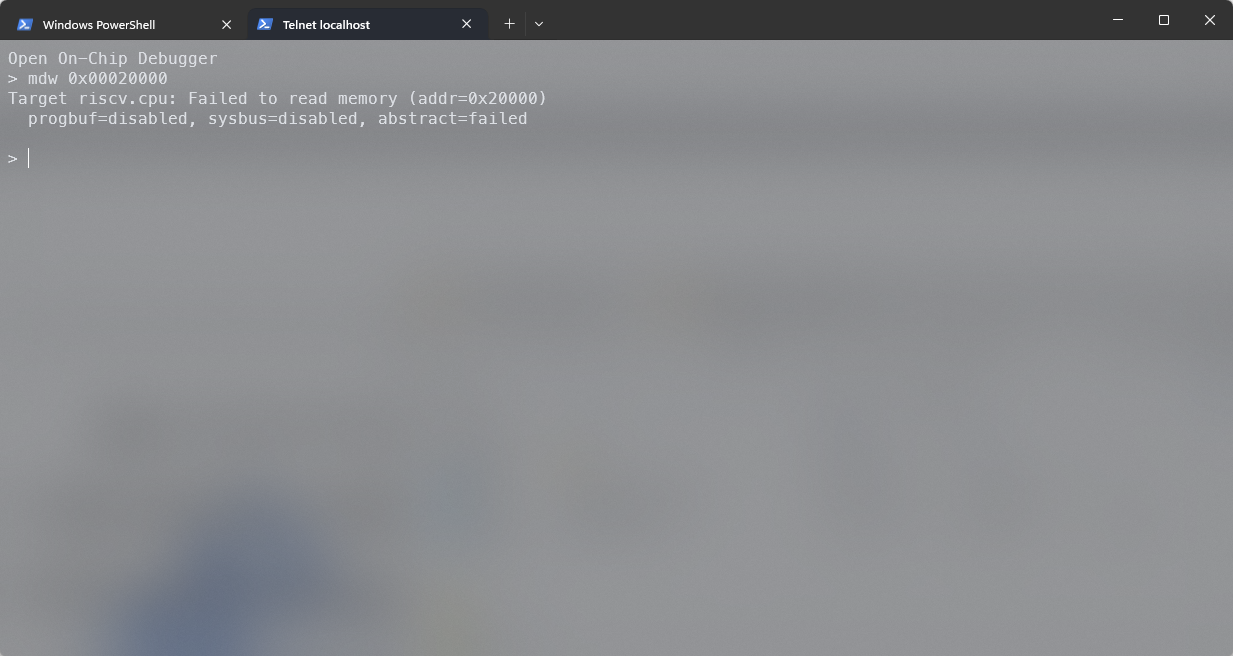 Windows PowerShell
Telnet localhost
Open On-Chip Debugger
> mdw 0x00020000
Target riscv.cpu: Failed to read memory (addr=0x20000)
  progbuf=disabled, sysbus=disabled, abstract=failed
>